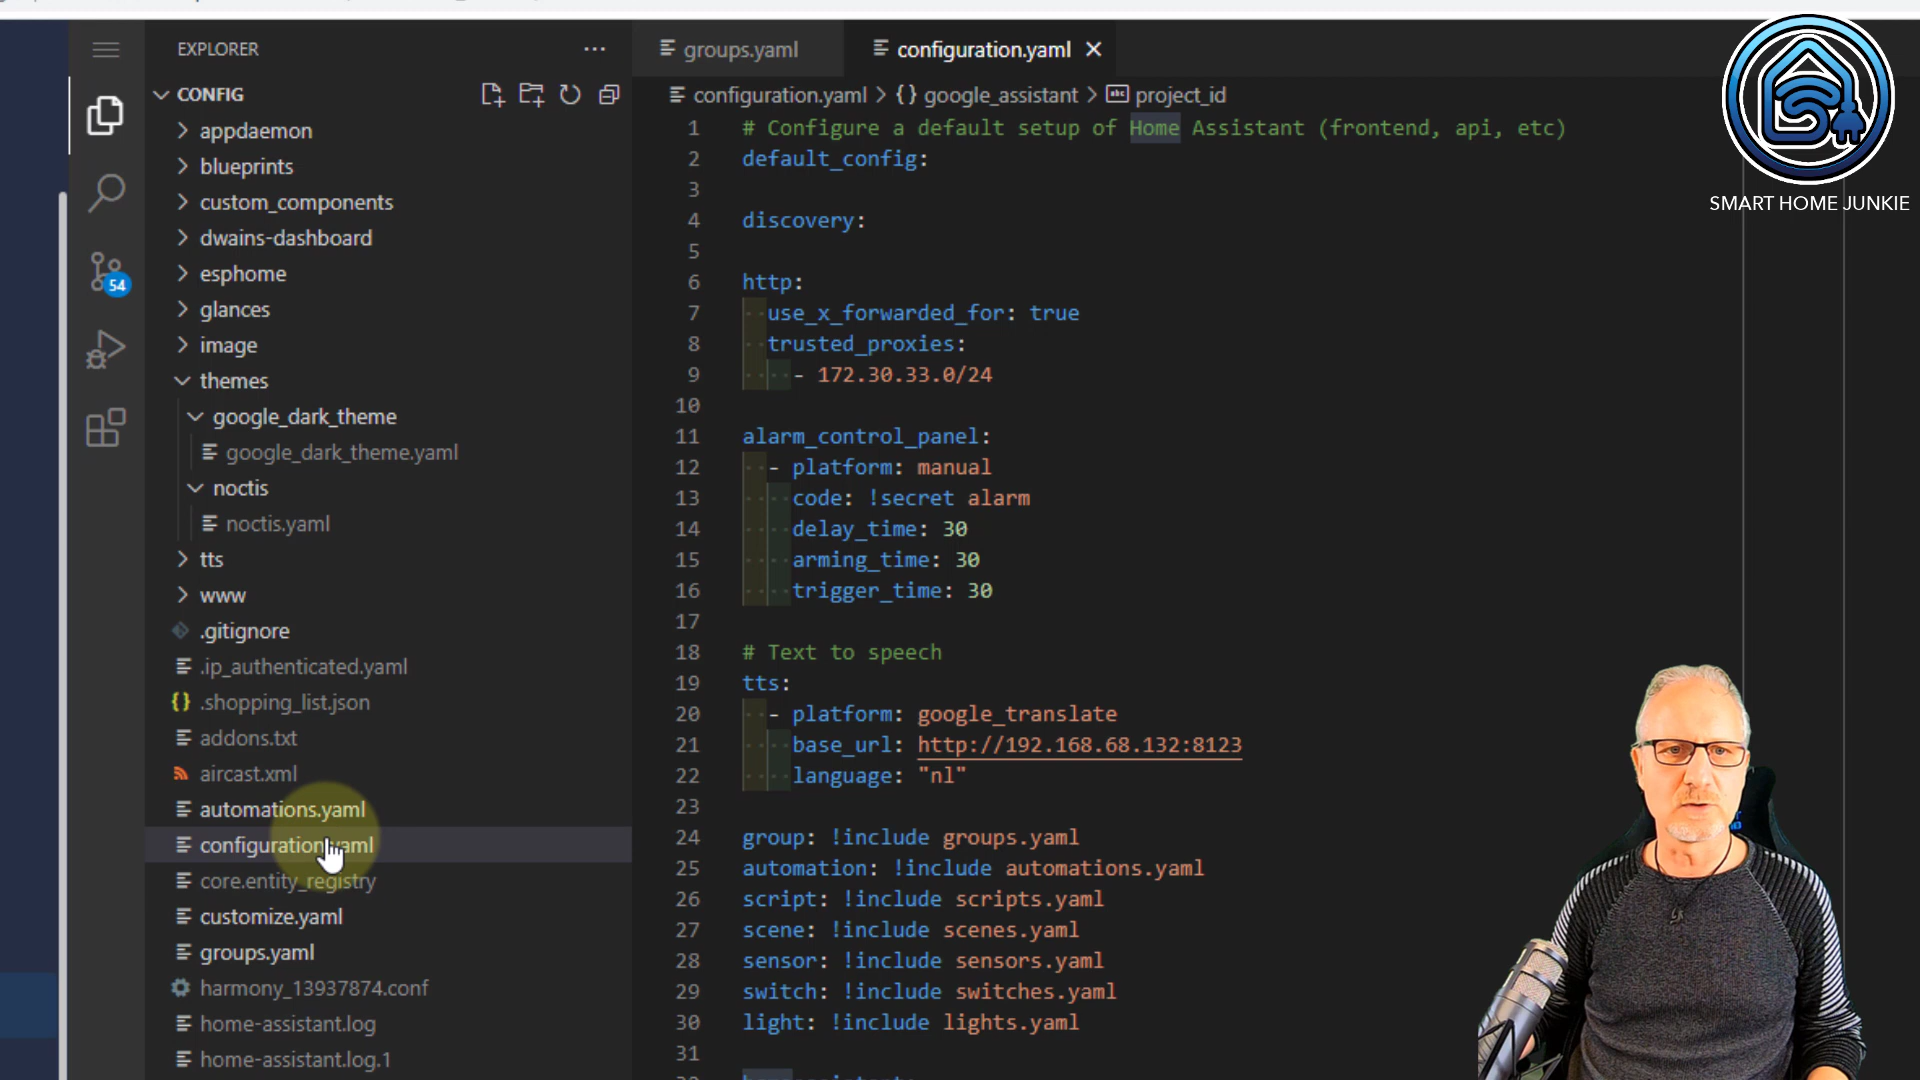 EXPLORER
CONFIG
appdaemon
blueprints
custom_components
dwains-dashboard
esphome
glances
image
themes
google_dark_theme
google_dark_theme.yaml
noctis
noctis.yaml
tts
www
.gitignore
.ip_authenticated.yaml
.shopping_list.json
addons.txt
aircast.xml
automations.yaml
configuration.yaml
core.entity_registry
customize.yaml
groups.yaml
harmony_13937874.conf
home-assistant.log
home-assistant.log.1
54
groups.yaml
configuration.yaml
configuration.yaml > {} google_assistant > abc project_id
1 # Configure a default setup of Home Assistant (frontend, api, etc)
2 default_config:
3
4 discovery:
5
6 http:
7 use_x_forwarded_for: true
8 trusted_proxies:
9 - 172.30.33.0/24
10
11 alarm_control_panel:
12 - platform: manual
13 code: !secret alarm
14 delay_time: 30
15 arming_time: 30
16 trigger_time: 30
17
18 # Text to speech
19 tts:
20 - platform: google_translate
21 base_url: http://192.168.68.132:8123
22 language: "nl"
23
24 group: !include groups.yaml
25 automation: !include automations.yaml
26 script: !include scripts.yaml
27 scene: !include scenes.yaml
28 sensor: !include sensors.yaml
29 switch: !include switches.yaml
30 light: !include lights.yaml
31
SMART HOME JUNKIE